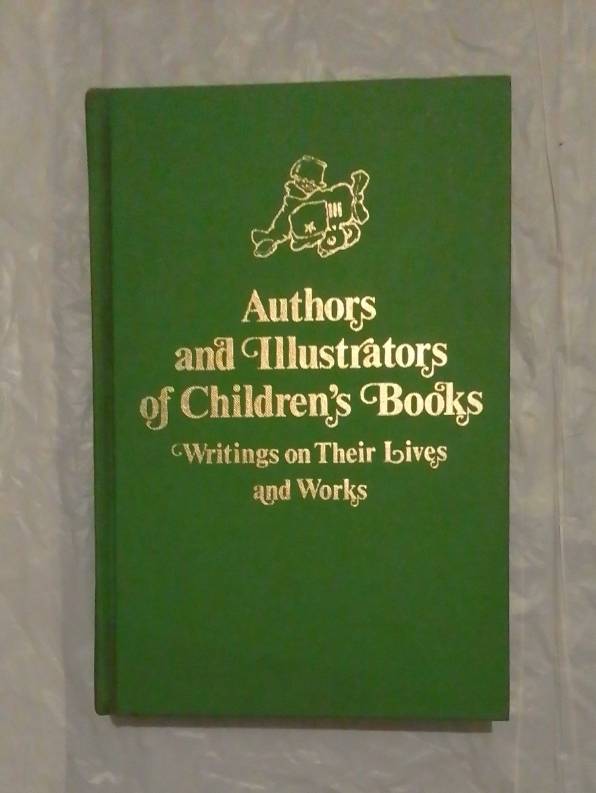 Authors
and Illustrators
of Children's Books
Writings on Their Lives
and Works